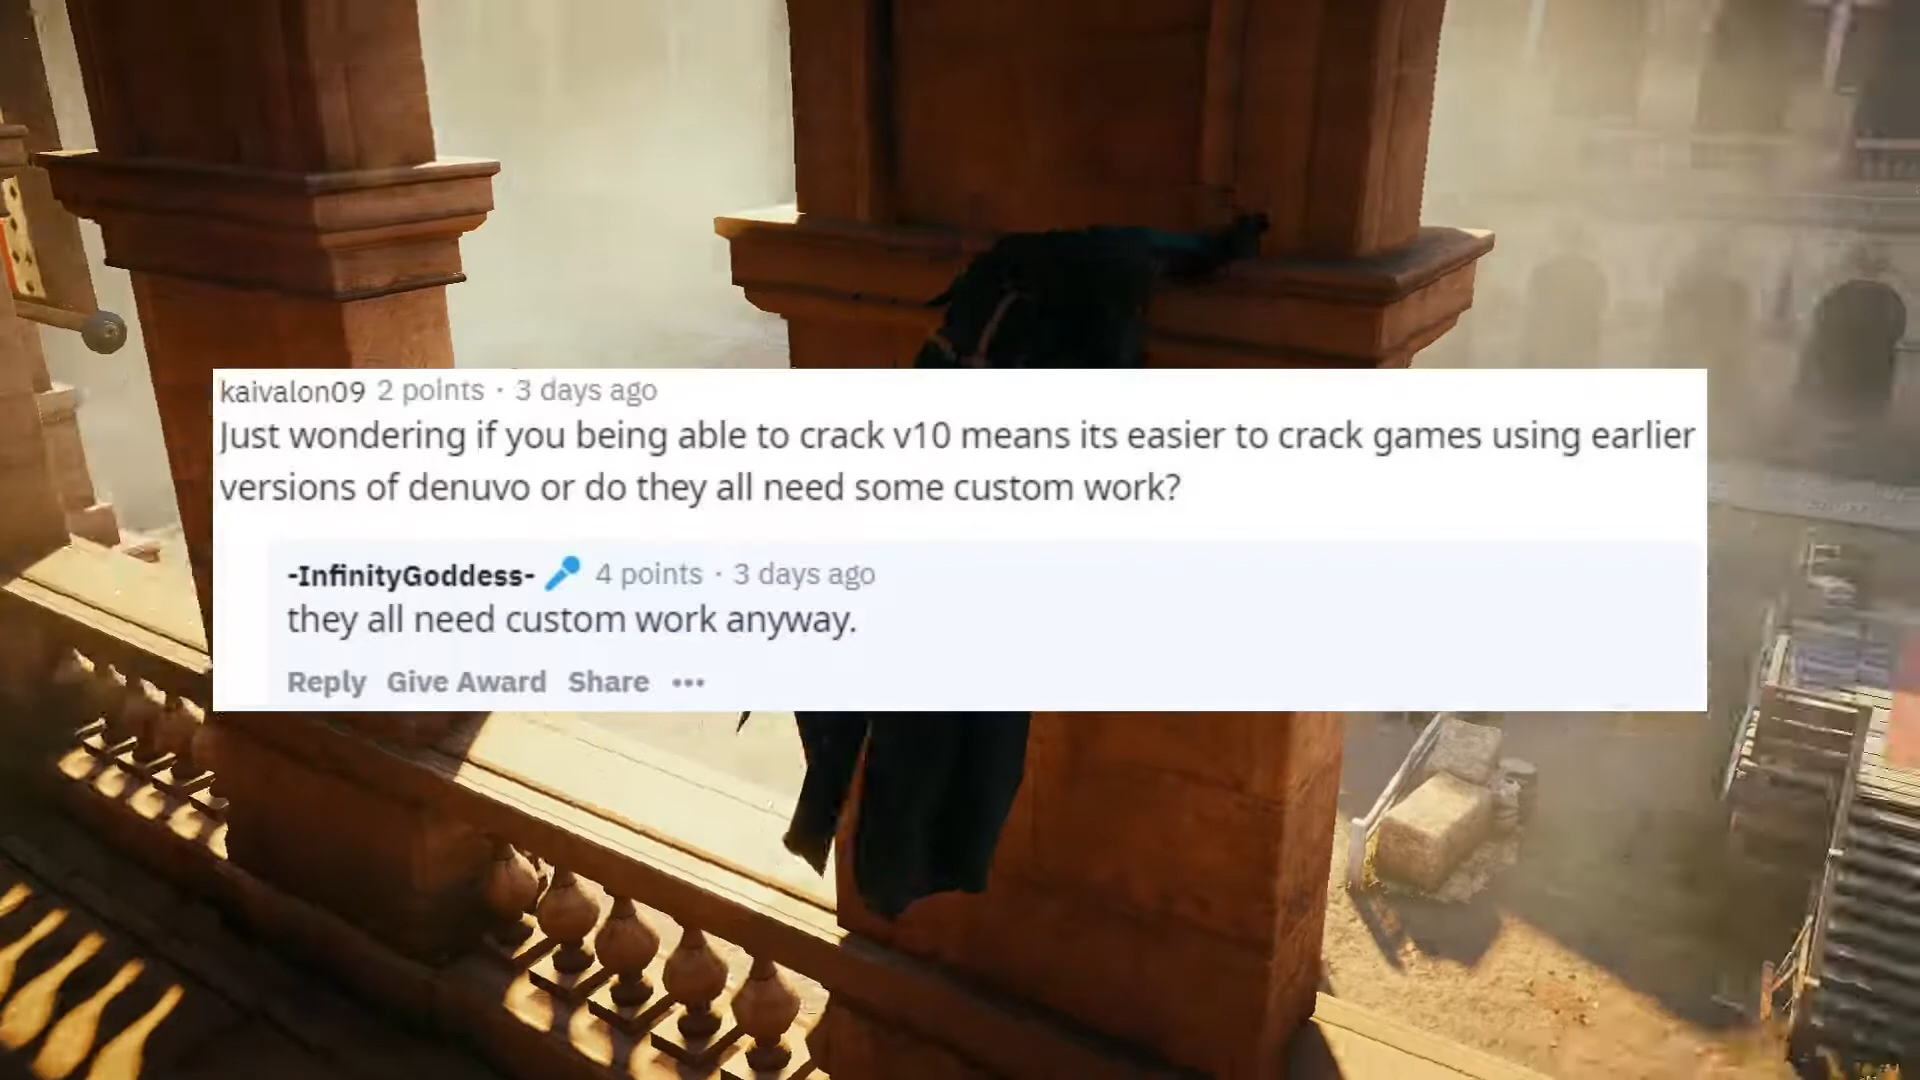 kaivalon09 2 points · 3 days ago
Just wondering if you being able to crack v10 means its easier to crack games using earlier
versions of denuvo or do they all need some custom work?
-InfinityGoddess- 4 points · 3 days ago
they all need custom work anyway.
Reply Give Award Share •••